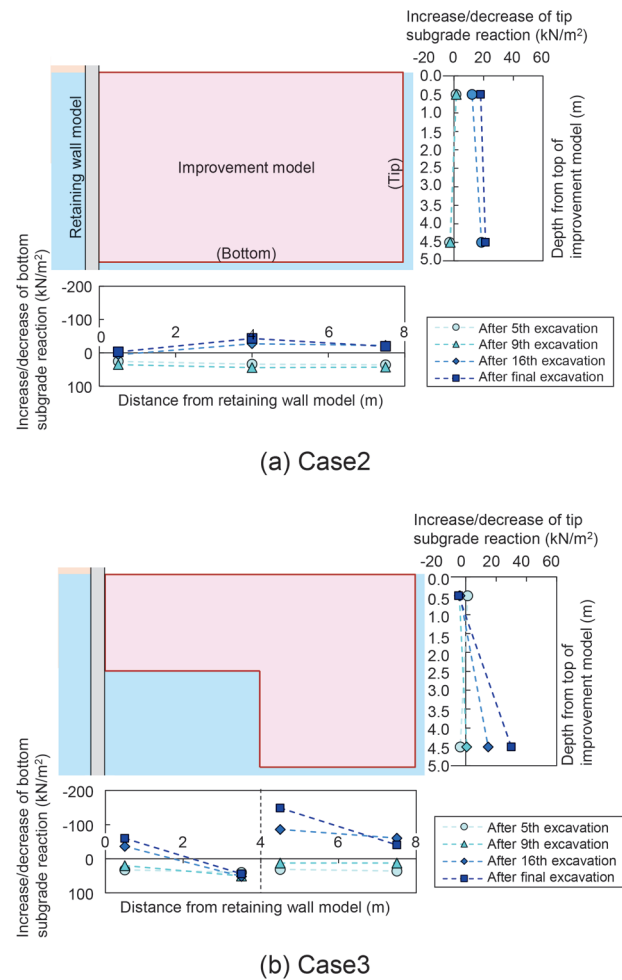 Increase/decrease of tip
subgrade reaction (kN/m²)
-20 0 20 40 60
0.0
0.5
1.0
1.5
2.0
2.5
3.0
3.5
4.0
4.5
5.0
Depth from top of
improvement model (m)
Retaining wall model
Improvement model
(Tip)
(Bottom)
Increase/decrease of bottom
subgrade reaction (kN/m²)
-200
-100
0
100
0 2 4 6 8
Distance from retaining wall model (m)
After 5th excavation
After 9th excavation
After 16th excavation
After final excavation
(a) Case2
Increase/decrease of tip
subgrade reaction (kN/m²)
-20 0 20 40 60
0.0
0.5
1.0
1.5
2.0
2.5
3.0
3.5
4.0
4.5
5.0
Depth from top of
improvement model (m)
Increase/decrease of bottom
subgrade reaction (kN/m²)
-200
-100
0
100
0 2 4 6 8
Distance from retaining wall model (m)
After 5th excavation
After 9th excavation
After 16th excavation
After final excavation
(b) Case3